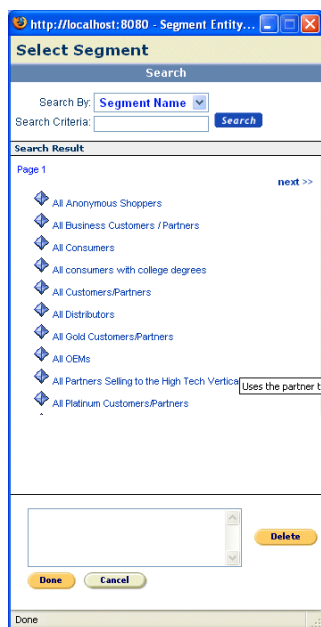 http://localhost:8080 - Segment Entity...
Select Segment
Search
Search By: Segment Name
Search Criteria: Search
Search Result
Page 1
next >>
All Anonymous Shoppers
All Business Customers / Partners
All Consumers
All consumers with college degrees
All Customers/Partners
All Distributors
All Gold Customers/Partners
All OEMs
All Partners Selling to the High Tech Vertica
Uses the partner t
All Platinum Customers/Partners
Delete
Done Cancel
Done